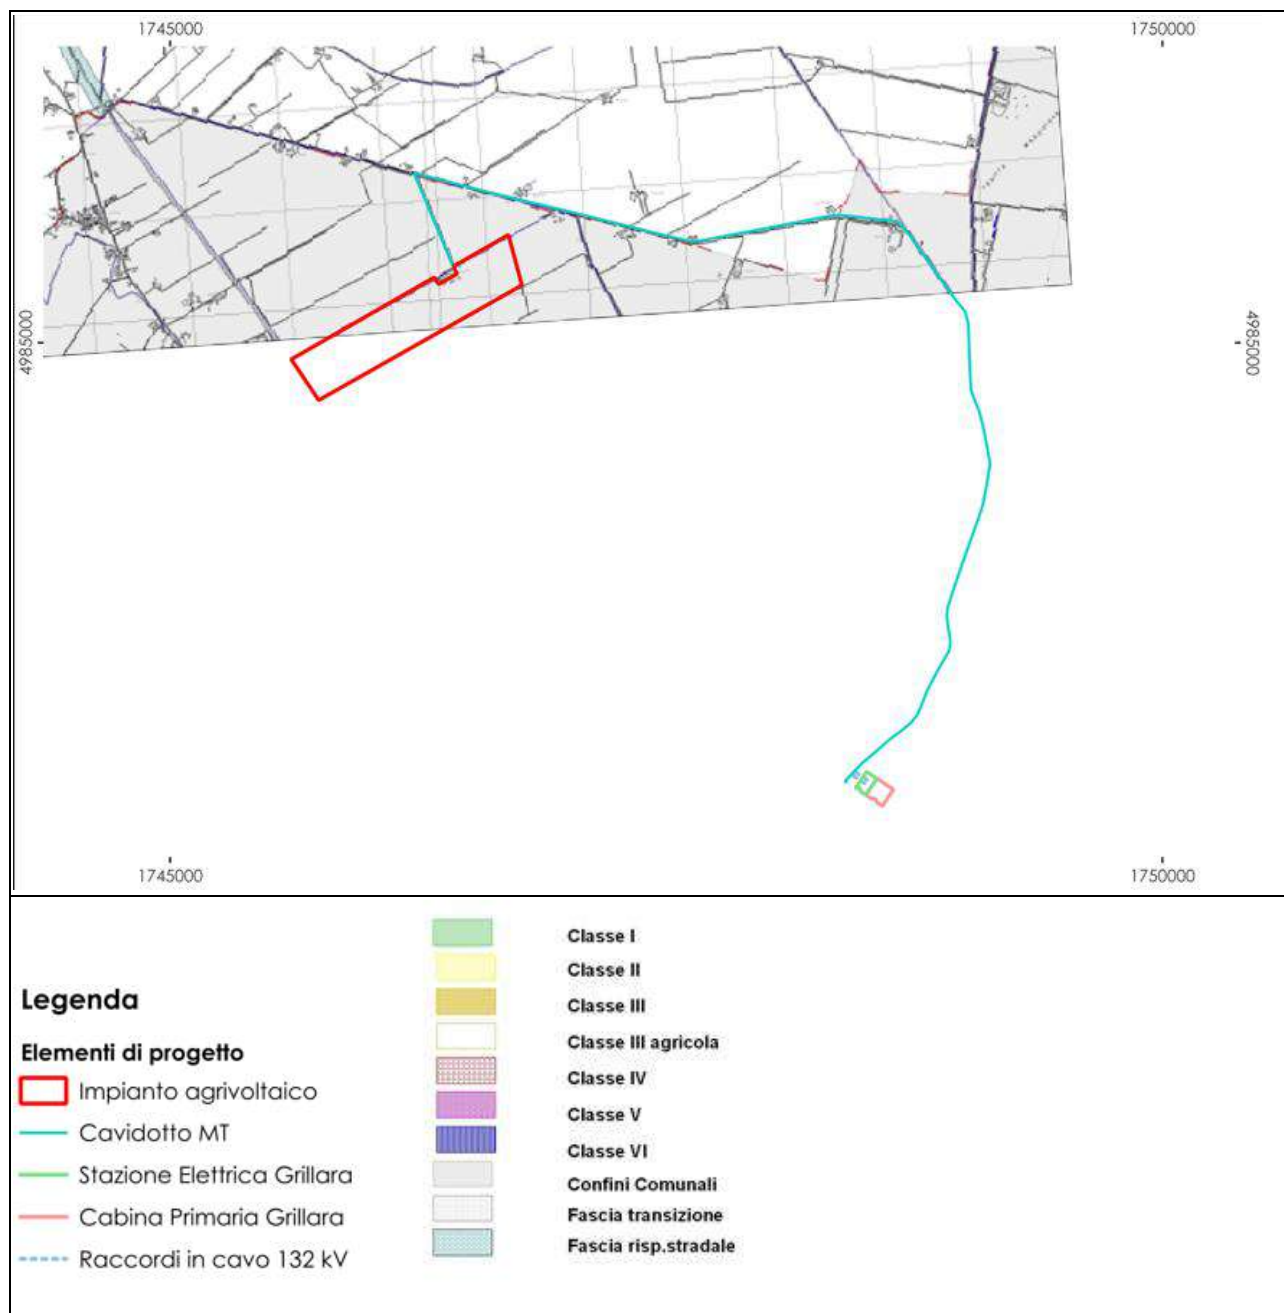 1745000
1750000
4985000
4985000
1745000
1750000
Legenda
Elementi di progetto
Impianto agrivoltaico
Cavidotto MT
Stazione Elettrica Grillara
Cabina Primaria Grillara
Raccordi in cavo 132 kV
Classe I
Classe II
Classe III
Classe III agricola
Classe IV
Classe V
Classe VI
Confini Comunali
Fascia transizione
Fascia risp.stradale